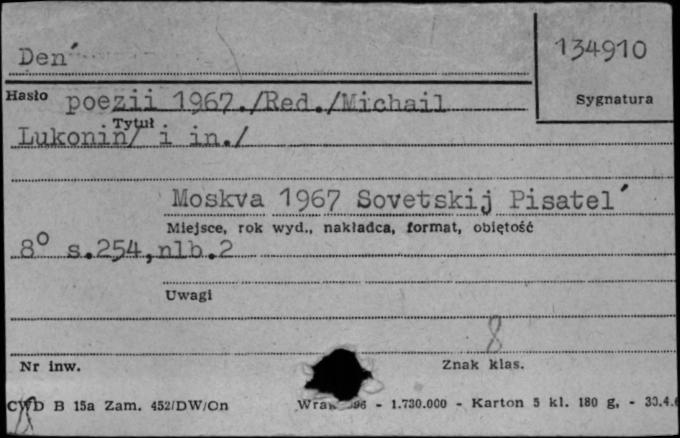 Den´
134910
Hasło poezii 1967./Red./Michail
Sygnatura
Tytuł
Lukonin/ i in./
Moskva 1967 Sovetskij Pisatel´
Miejsce, rok wyd., nakładca, format, objętość
8° s.254,nlb.2
Uwagi
8
Nr inw.
Znak klas.
CWD B 15a Zam. 452/DW/On - 1.730.000 - Karton 5 kl. 180 g, - 30.4.